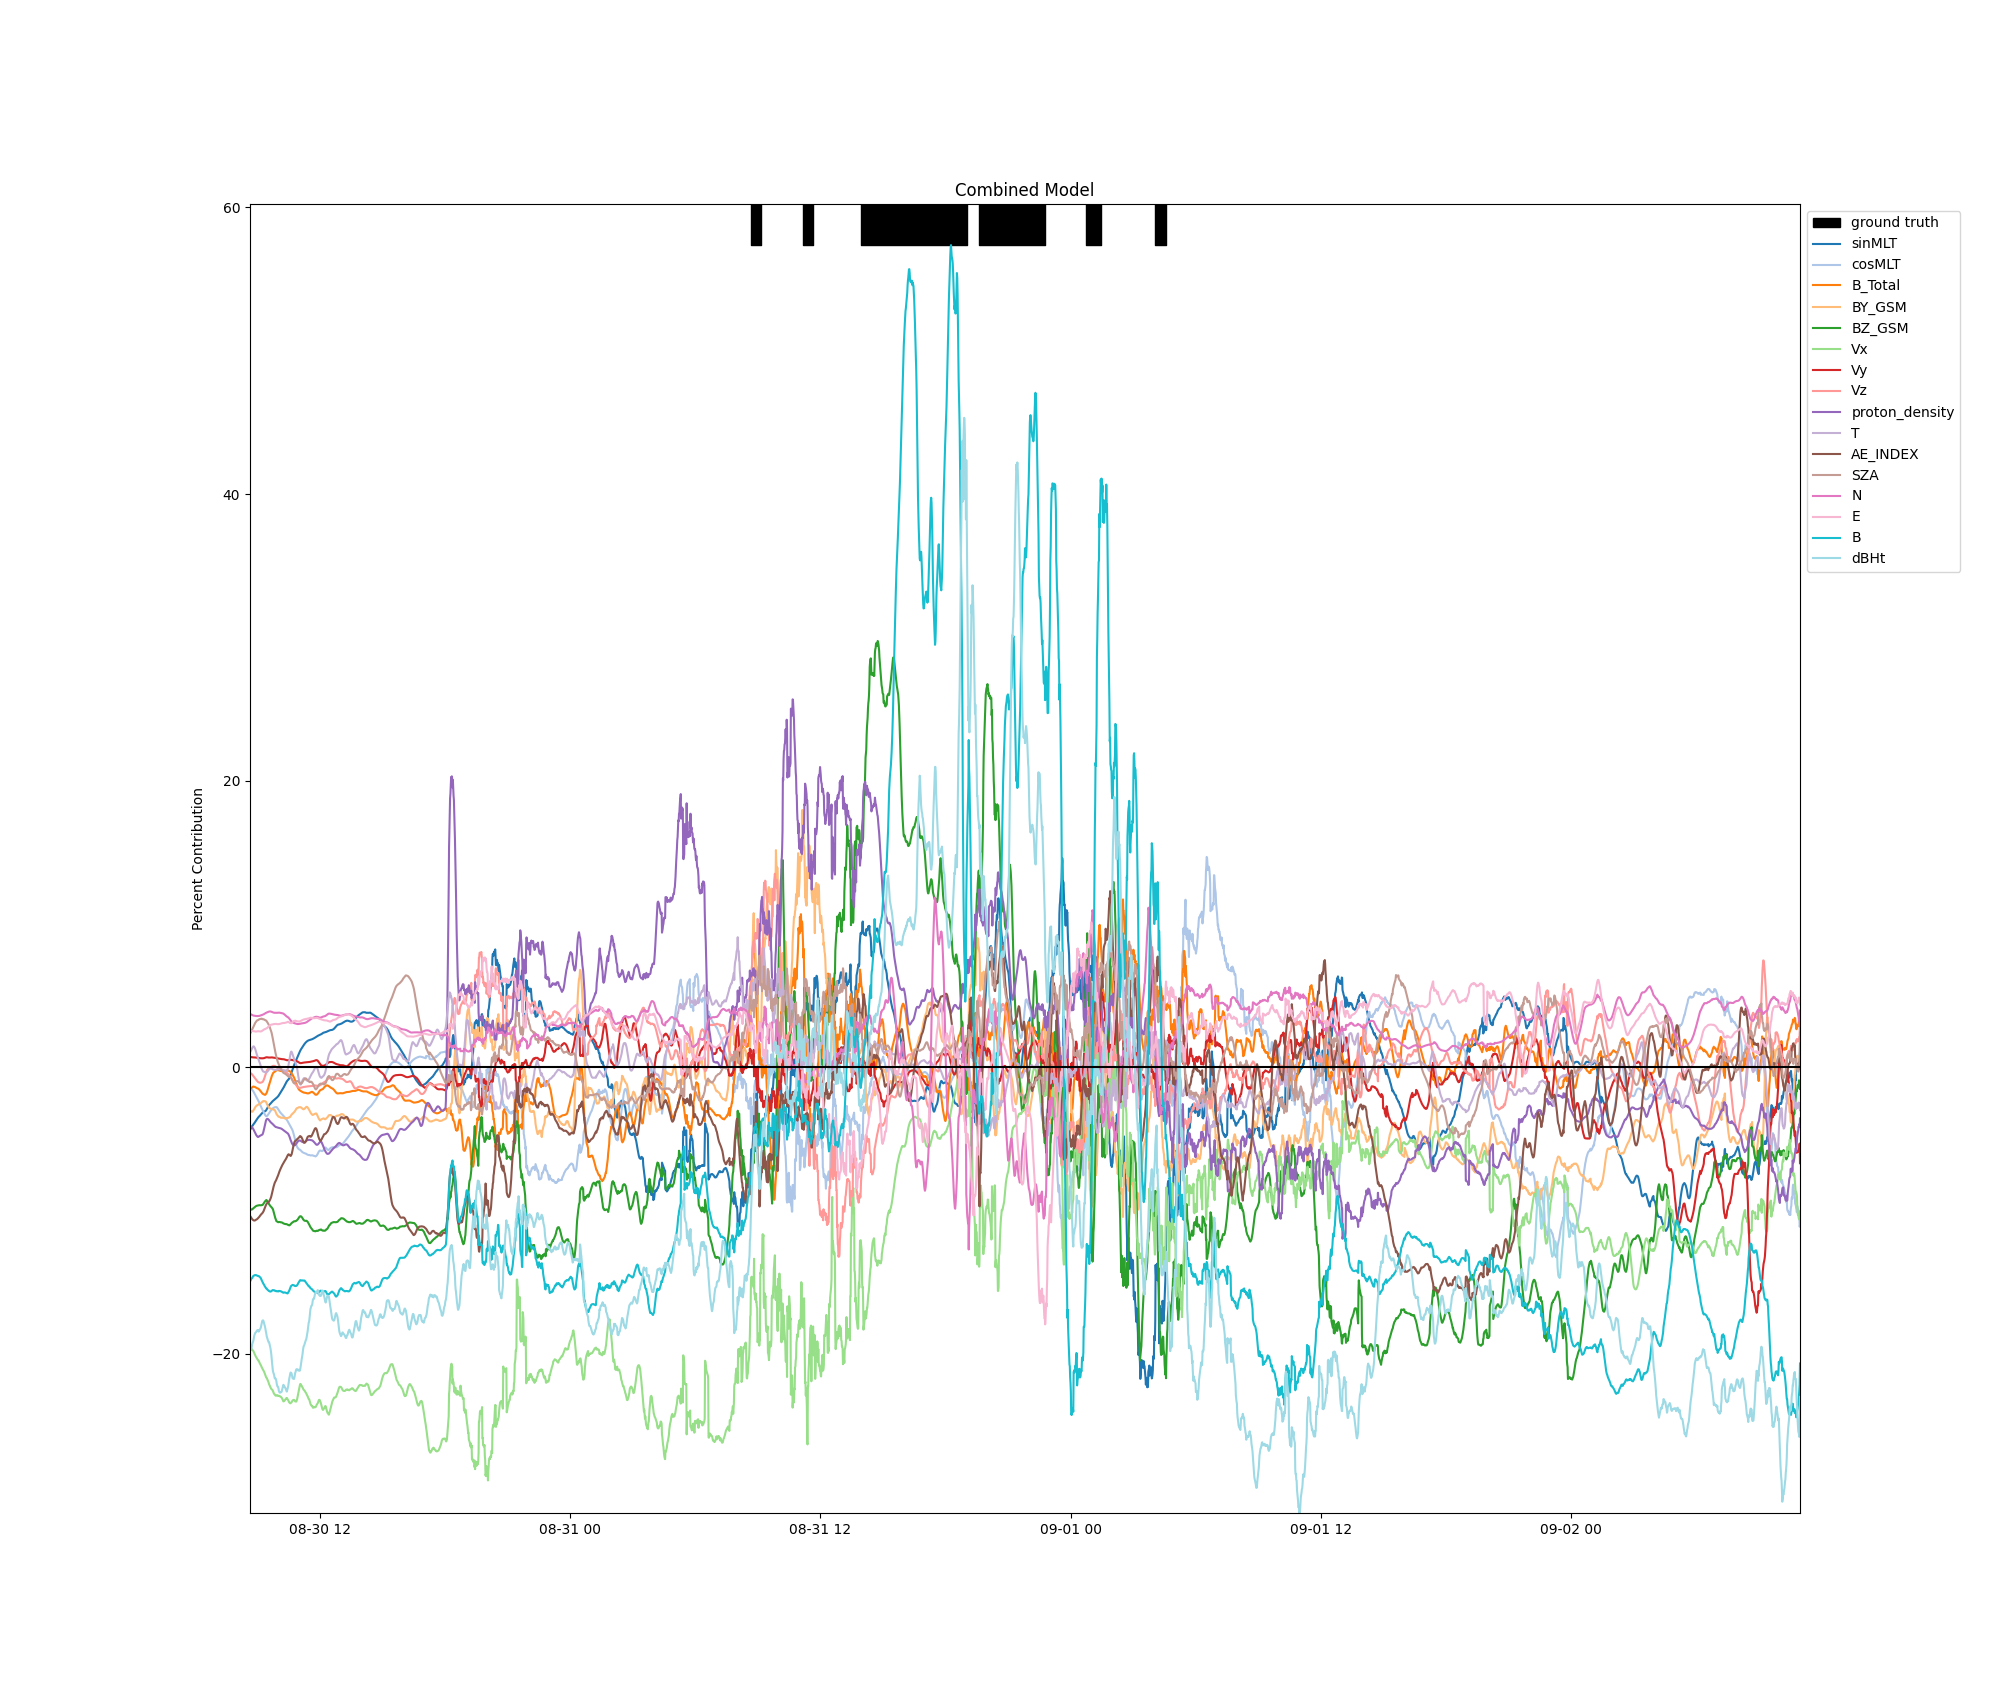 Combined Model
60
40
20
0
−20
Percent Contribution
08-30 12
08-31 00
08-31 12
09-01 00
09-01 12
09-02 00
ground truth
sinMLT
cosMLT
B_Total
BY_GSM
BZ_GSM
Vx
Vy
Vz
proton_density
T
AE_INDEX
SZA
N
E
B
dBHt